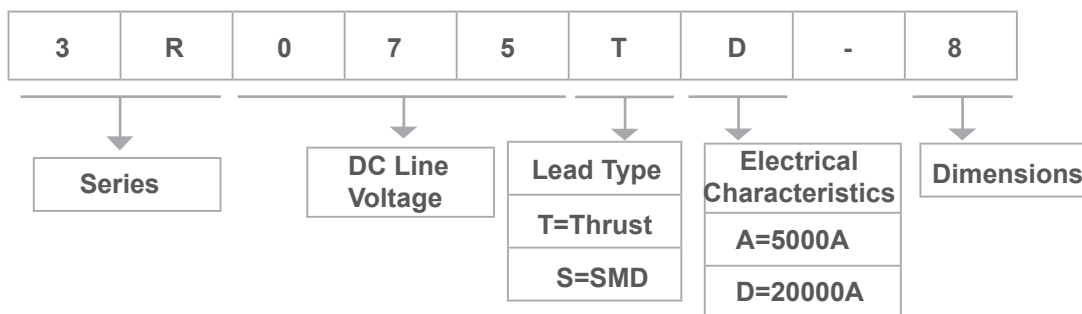 3 R 0 7 5 T D - 8
Series
DC Line
Voltage
Lead Type
T=Thrust
S=SMD
Electrical
Characteristics
A=5000A
D=20000A
Dimensions